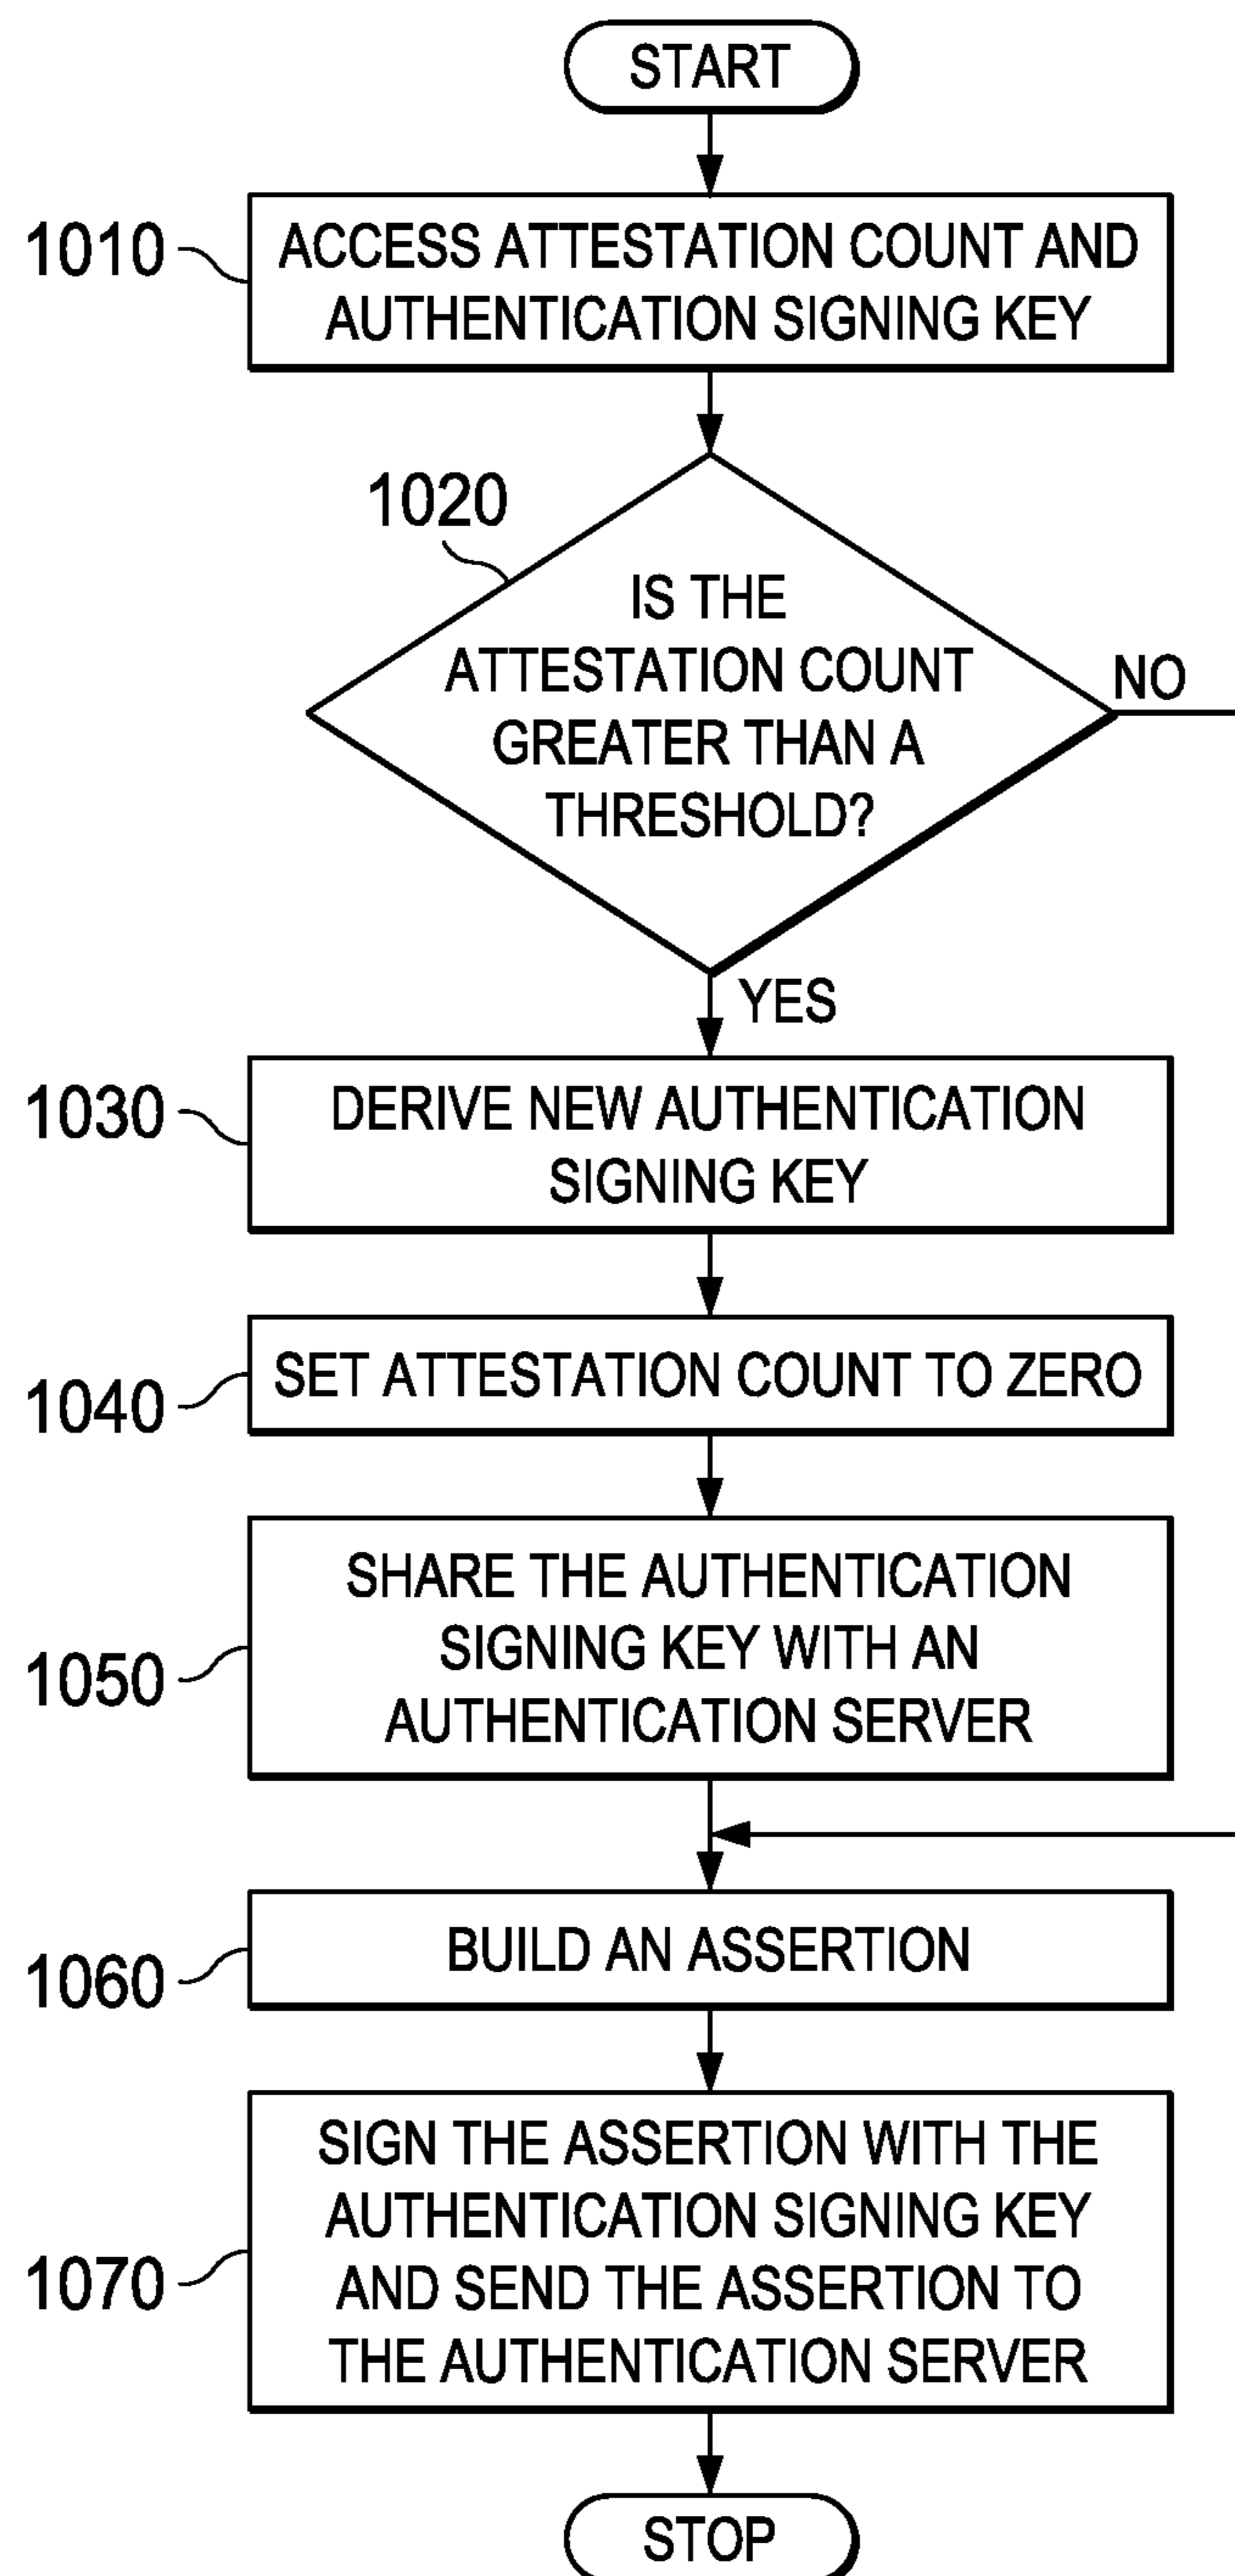 START
1010
ACCESS ATTESTATION COUNT AND
AUTHENTICATION SIGNING KEY
1020
IS THE
ATTESTATION COUNT
GREATER THAN A
THRESHOLD?
NO
YES
1030
DERIVE NEW AUTHENTICATION
SIGNING KEY
1040
SET ATTESTATION COUNT TO ZERO
1050
SHARE THE AUTHENTICATION
SIGNING KEY WITH AN
AUTHENTICATION SERVER
1060
BUILD AN ASSERTION
1070
SIGN THE ASSERTION WITH THE
AUTHENTICATION SIGNING KEY
AND SEND THE ASSERTION TO
THE AUTHENTICATION SERVER
STOP